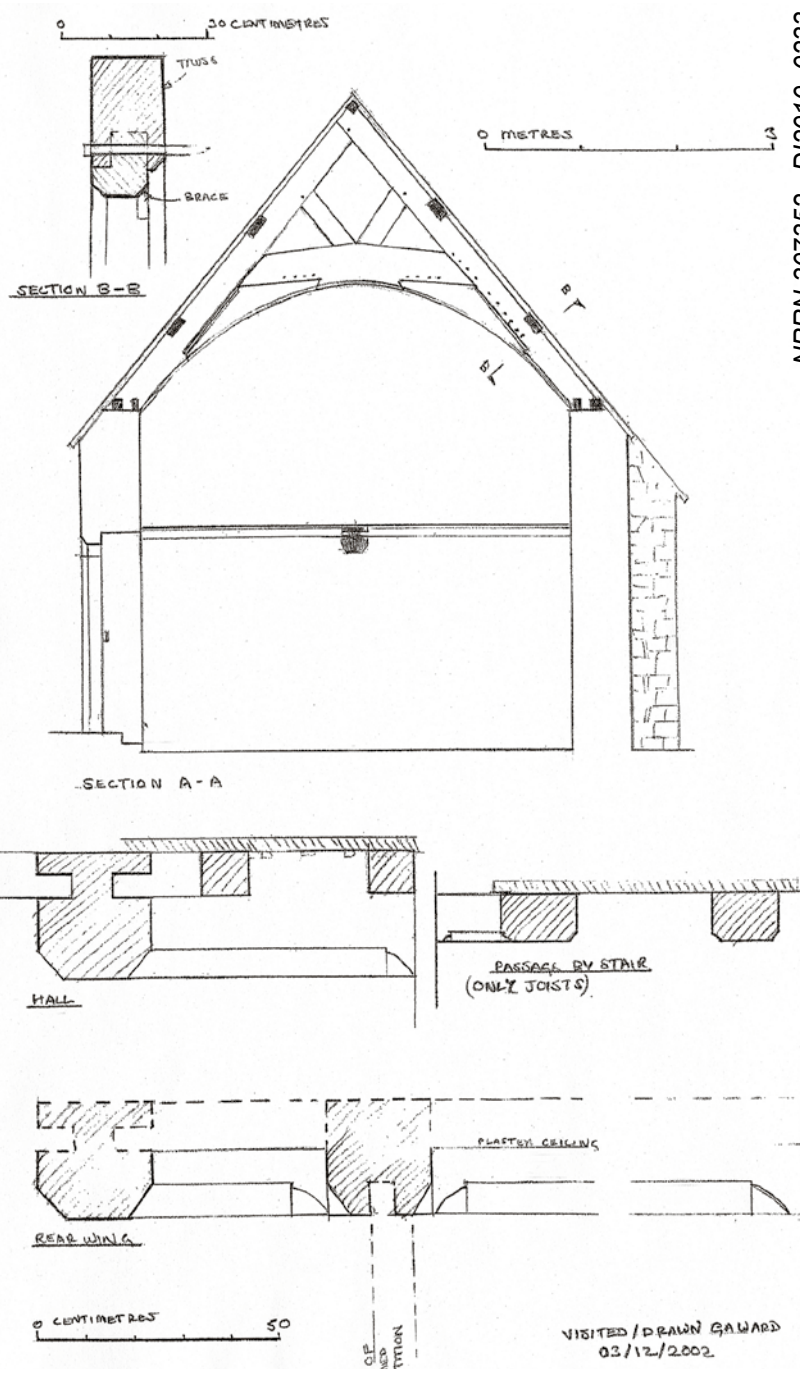 0 30 CENTIMETRES
TRUSS
BRACE
SECTION B-B
0 METRES 3
B
B
SECTION A-A
HALL
PASSAGE BY STAIR
(ONLY JOISTS)
PLASTER CEILING
REAR WING
0 CENTIMETRES 50
OF
VISITED/DRAWN GAWARD
03/12/2002